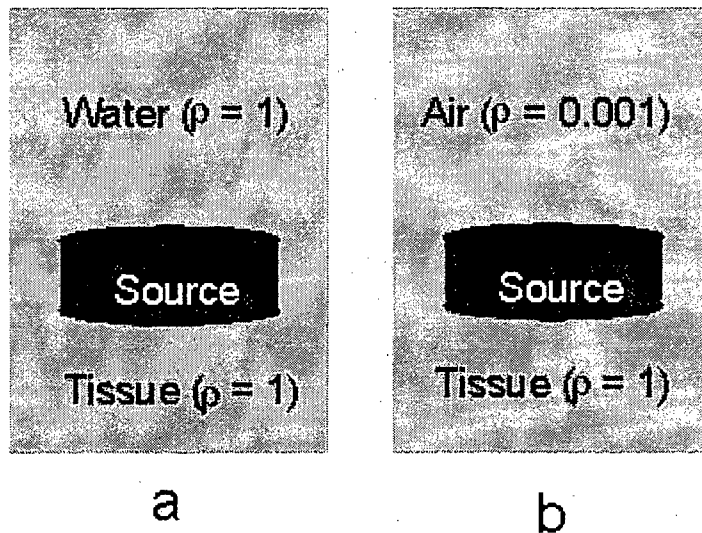 Water (ρ = 1)
Source
Tissue (ρ = 1)
a
Air (ρ = 0.001)
Source
Tissue (ρ = 1)
b